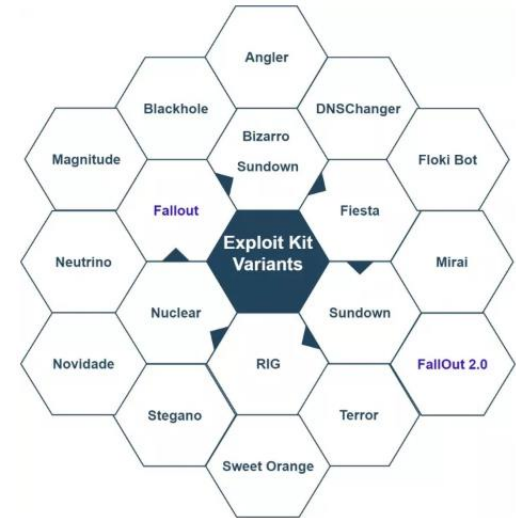 Angler
Blackhole
DNSChanger
Bizarro
Sundown
Magnitude
Floki Bot
Fallout
Fiesta
Exploit Kit
Variants
Neutrino
Mirai
Nuclear
Sundown
RIG
Novidade
FallOut 2.0
Stegano
Terror
Sweet Orange